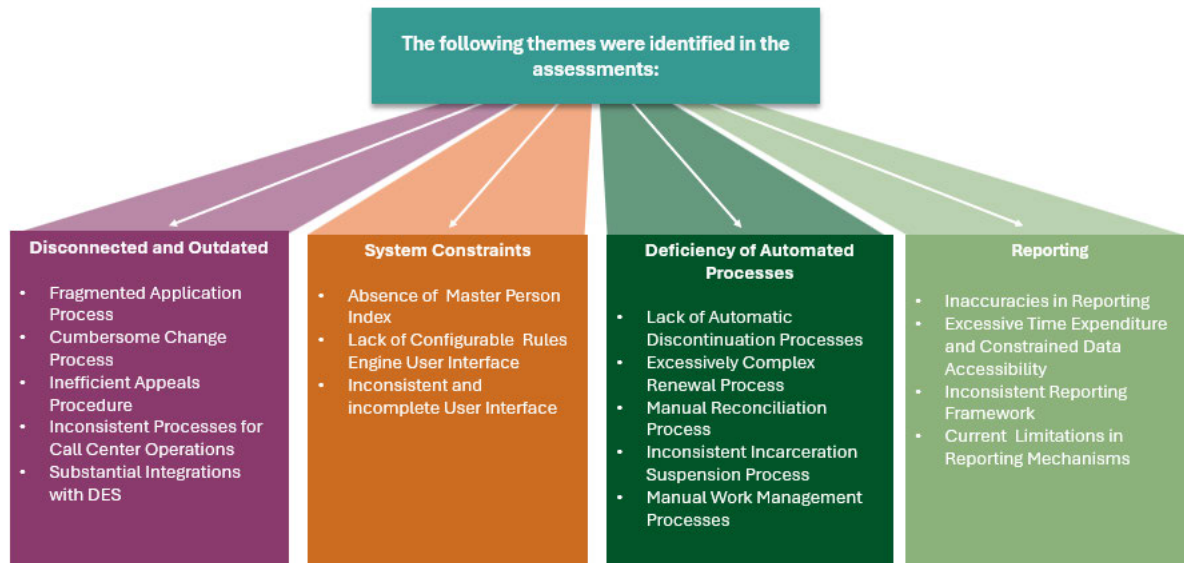 The following themes were identified in the
assessments:
Disconnected and Outdated
• Fragmented Application
Process
• Cumbersome Change
Process
• Inefficient Appeals
Procedure
• Inconsistent Processes for
Call Center Operations
• Substantial Integrations
with DES
System Constraints
• Absence of Master Person
Index
• Lack of Configurable Rules
Engine User Interface
• Inconsistent and
incomplete User Interface
Deficiency of Automated
Processes
• Lack of Automatic
Discontinuation Processes
• Excessively Complex
Renewal Process
• Manual Reconciliation
Process
• Inconsistent Incarceration
Suspension Process
• Manual Work Management
Processes
Reporting
• Inaccuracies in Reporting
• Excessive Time Expenditure
and Constrained Data
Accessibility
• Inconsistent Reporting
Framework
• Current Limitations in
Reporting Mechanisms